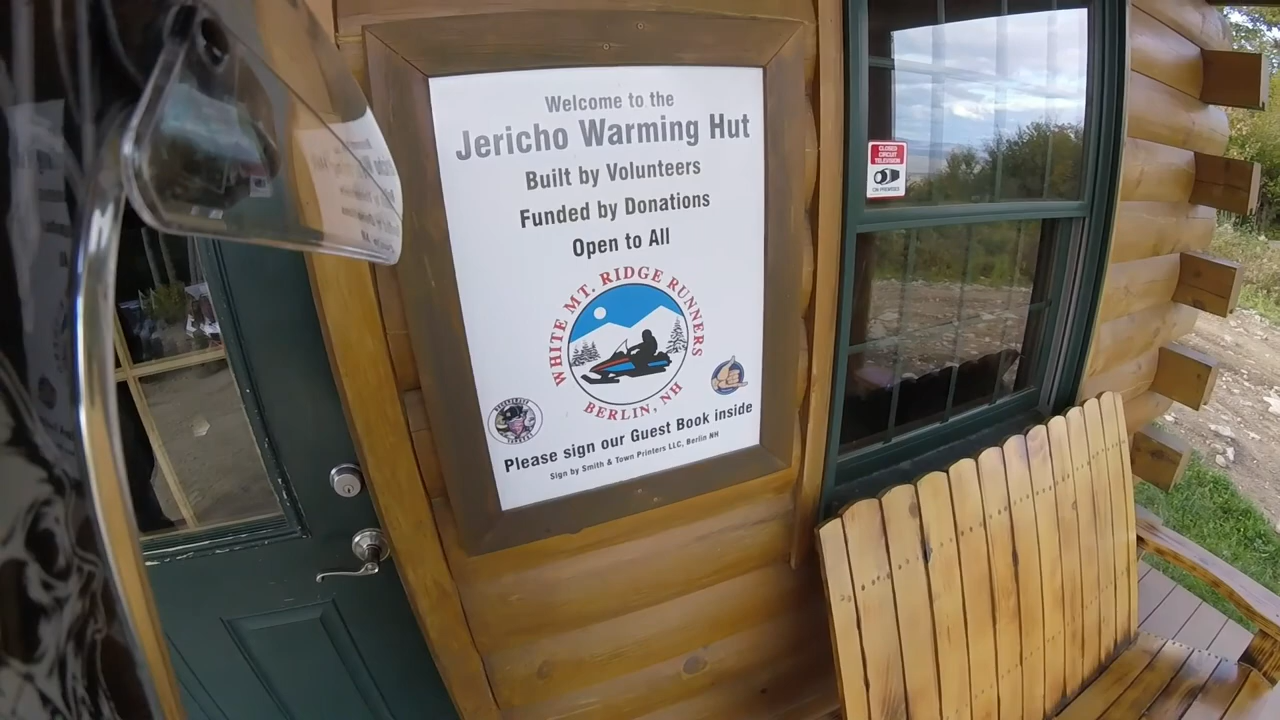 Welcome to the
Jericho Warming Hut
Built by Volunteers
Funded by Donations
Open to All
WHITE MT. RIDGE RUNNERS
BERLIN, NH
Please sign our Guest Book inside
Sign by Smith & Town Printers LLC, Berlin NH
CLOSED
CIRCUIT
TELEVISION
ON PREMISES